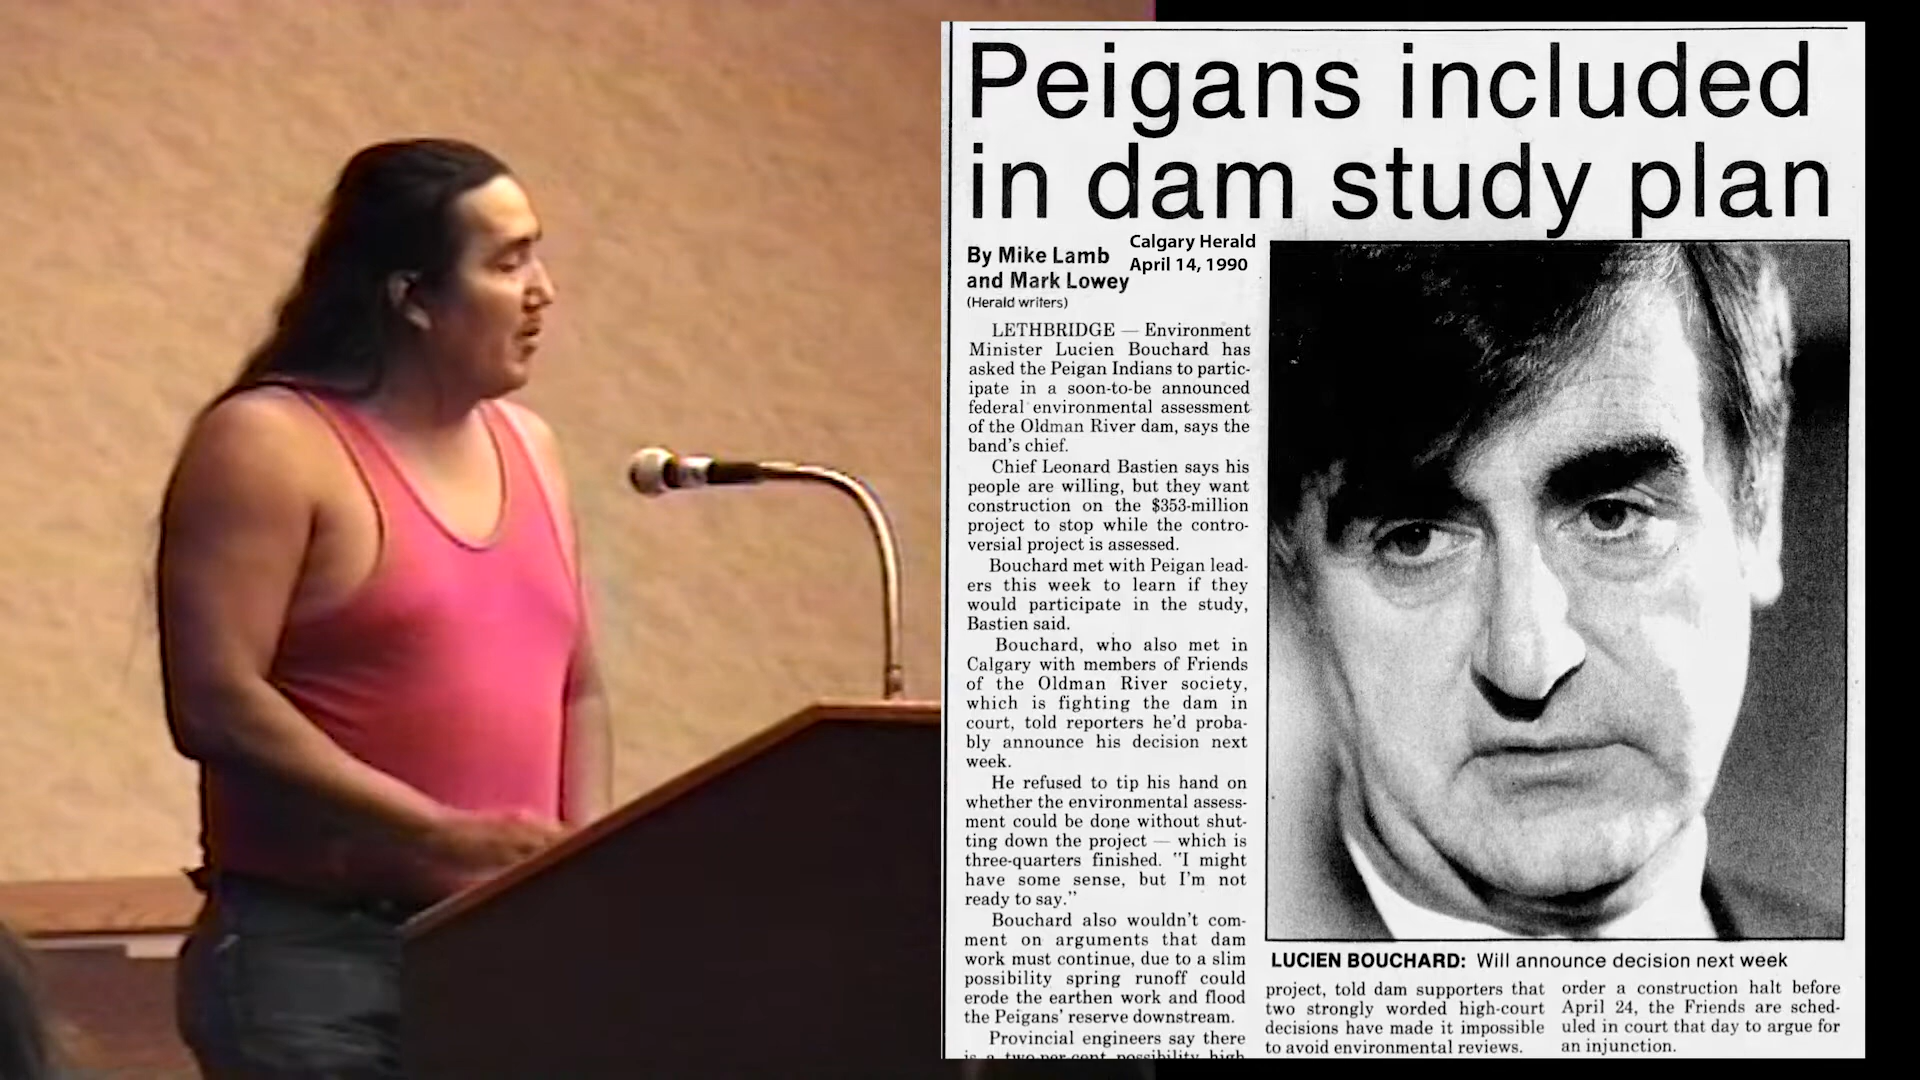 Peigans included
in dam study plan
By Mike Lamb
and Mark Lowey
(Herald writers)
Calgary Herald
April 14, 1990
LETHBRIDGE — Environment
Minister Lucien Bouchard has
asked the Peigan Indians to partic-
ipate in a soon-to-be announced
federal environmental assessment
of the Oldman River dam, says the
band's chief.
Chief Leonard Bastien says his
people are willing, but they want
construction on the $353-million
project to stop while the contro-
versial project is assessed.
Bouchard met with Peigan lead-
ers this week to learn if they
would participate in the study,
Bastien said.
Bouchard, who also met in
Calgary with members of Friends
of the Oldman River society,
which is fighting the dam in
court, told reporters he'd proba-
bly announce his decision next
week.
He refused to tip his hand on
whether the environmental assess-
ment could be done without shut-
ting down the project — which is
three-quarters finished. "I might
have some sense, but I'm not
ready to say."
Bouchard also wouldn't com-
ment on arguments that dam
work must continue, due to a slim
possibility spring runoff could
erode the earthen work and flood
the Peigans' reserve downstream.
Provincial engineers say there
is a two-per-cent possibility high
LUCIEN BOUCHARD: Will announce decision next week
project, told dam supporters that
two strongly worded high-court
decisions have made it impossible
to avoid environmental reviews.
order a construction halt before
April 24, the Friends are sched-
uled in court that day to argue for
an injunction.